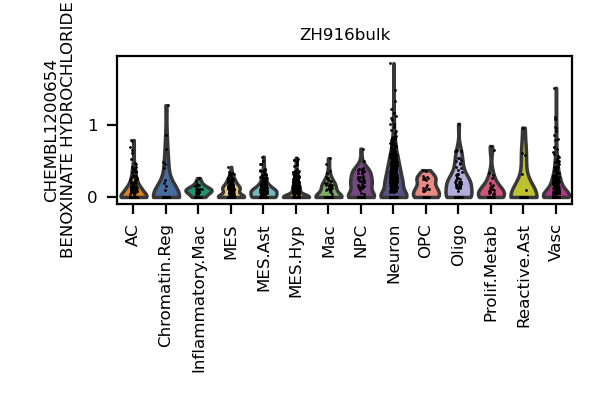 ZH916bulk
CHEMBL1200654
BENOXINATE HYDROCHLORIDE
1
0
AC
Chromatin.Reg
Inflammatory.Mac
MES
MES.Ast
MES.Hyp
Mac
NPC
Neuron
OPC
Oligo
Prolif.Metab
Reactive.Ast
Vasc